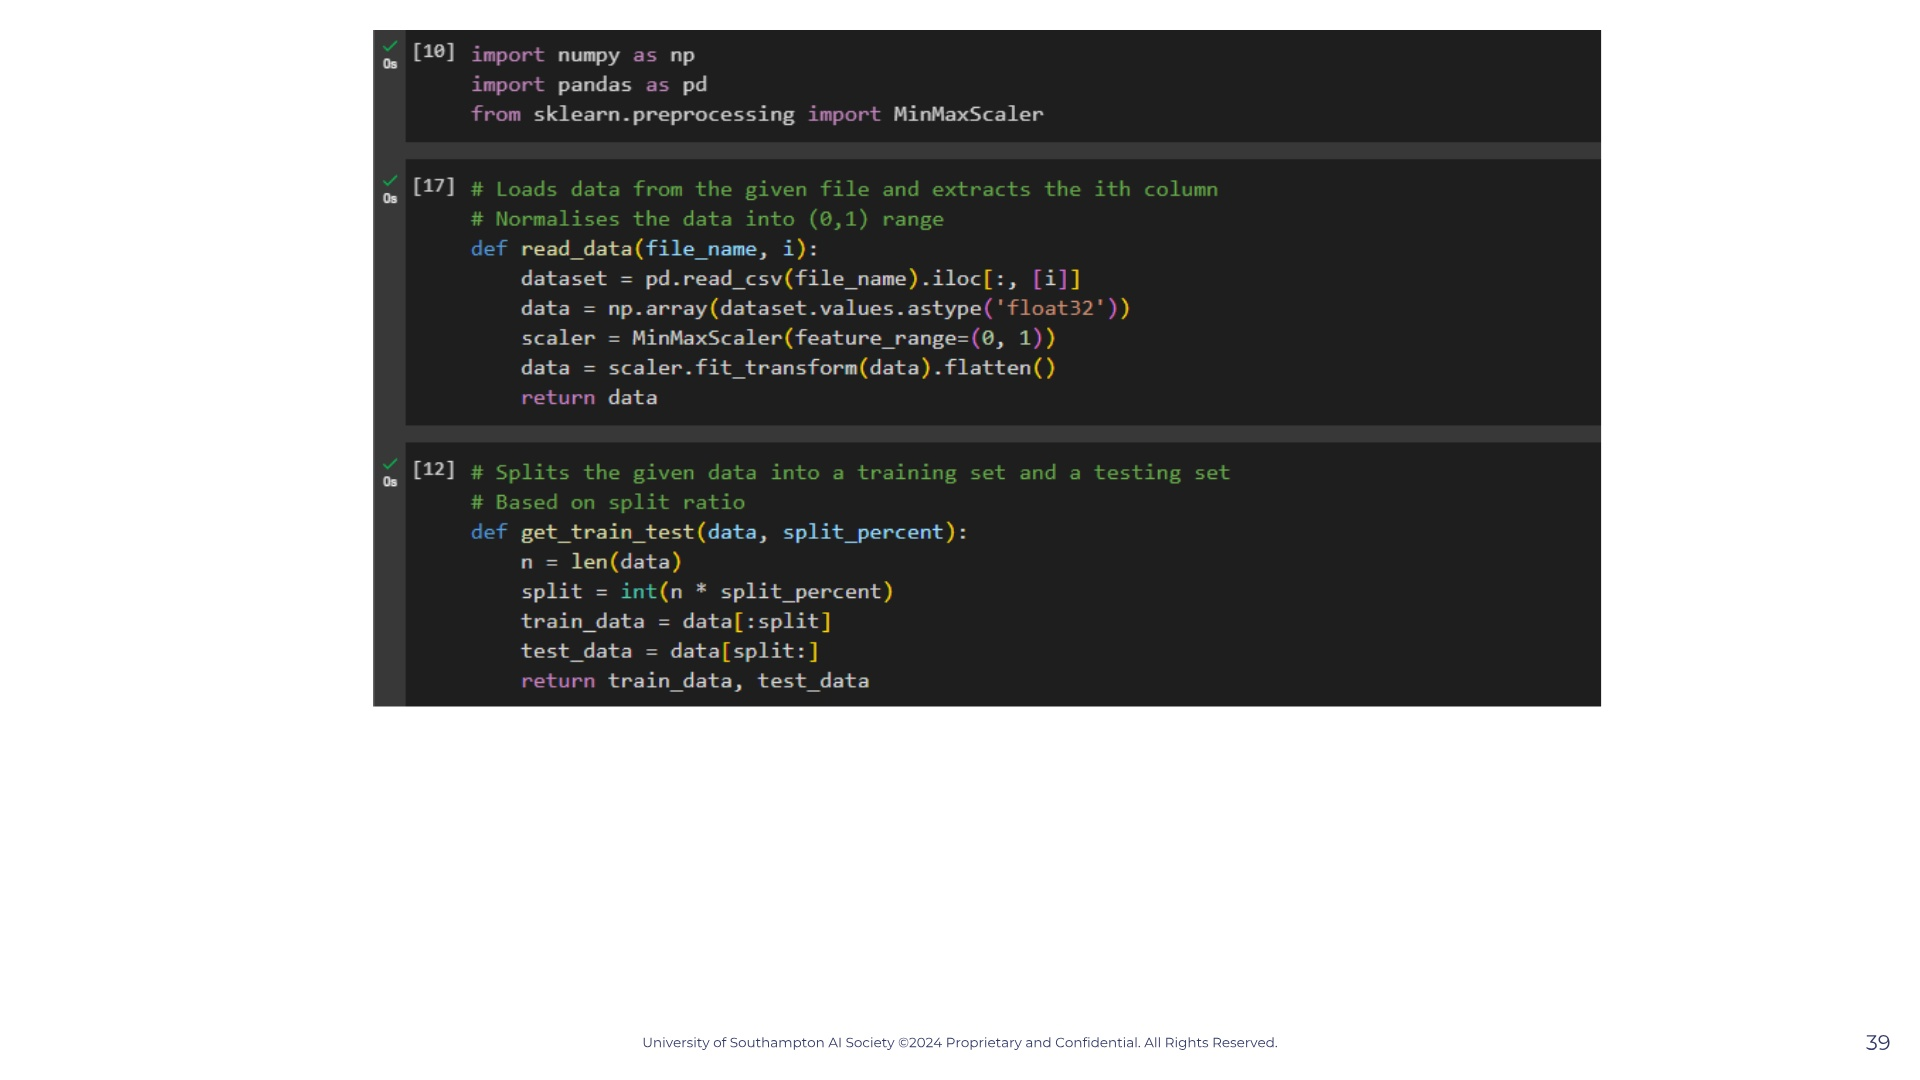 [10] import numpy as np
import pandas as pd
from sklearn.preprocessing import MinMaxScaler
0s
[17] # Loads data from the given file and extracts the ith column
0s
# Normalises the data into (0,1) range
def read_data(file_name, i):
    dataset = pd.read_csv(file_name).iloc[:, [i]]
    data = np.array(dataset.values.astype('float32'))
    scaler = MinMaxScaler(feature_range=(0, 1))
    data = scaler.fit_transform(data).flatten()
    return data
[12] # Splits the given data into a training set and a testing set
0s
# Based on split ratio
def get_train_test(data, split_percent):
    n = len(data)
    split = int(n * split_percent)
    train_data = data[:split]
    test_data = data[split:]
    return train_data, test_data
University of Southampton AI Society ©2024 Proprietary and Confidential. All Rights Reserved.
39